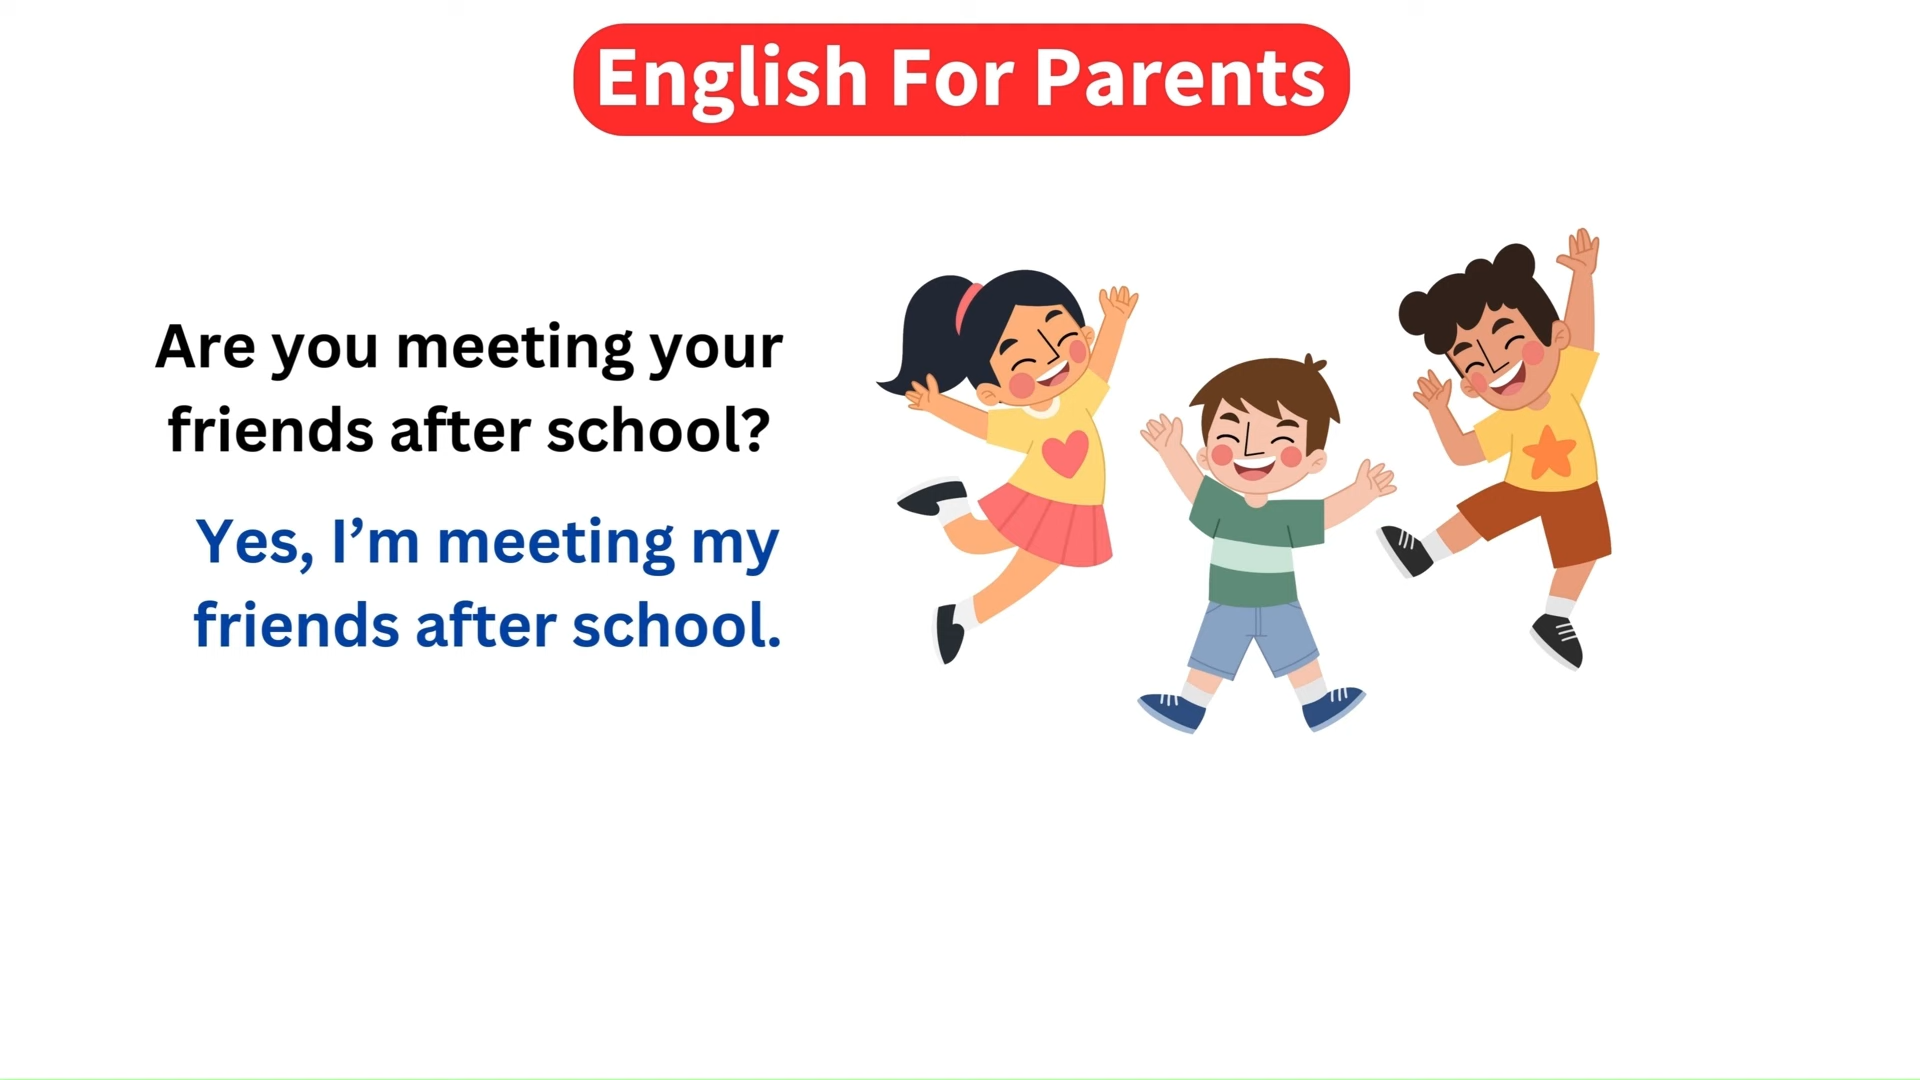 English For Parents
Are you meeting your
friends after school?
Yes, I’m meeting my
friends after school.